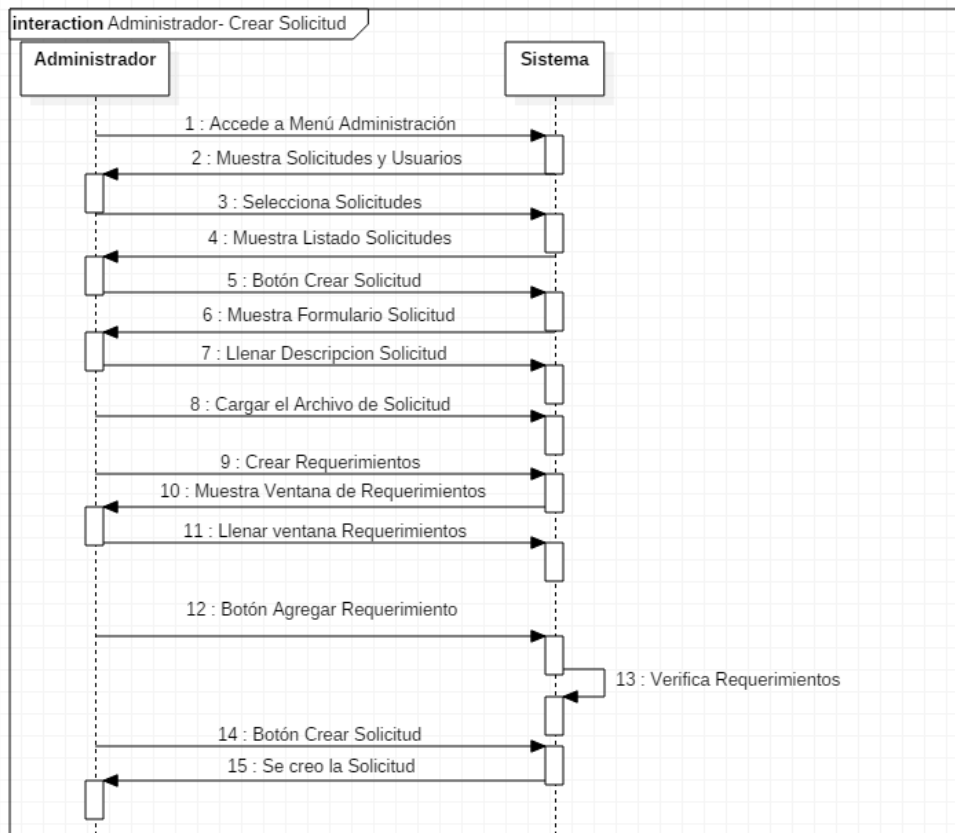 interaction Administrador- Crear Solicitud
Administrador
Sistema
1 : Accede a Menú Administración
2 : Muestra Solicitudes y Usuarios
3 : Selecciona Solicitudes
4 : Muestra Listado Solicitudes
5 : Botón Crear Solicitud
6 : Muestra Formulario Solicitud
7 : Llenar Descripcion Solicitud
8 : Cargar el Archivo de Solicitud
9 : Crear Requerimientos
10 : Muestra Ventana de Requerimientos
11 : Llenar ventana Requerimientos
12 : Botón Agregar Requerimiento
13 : Verifica Requerimientos
14 : Botón Crear Solicitud
15 : Se creo la Solicitud